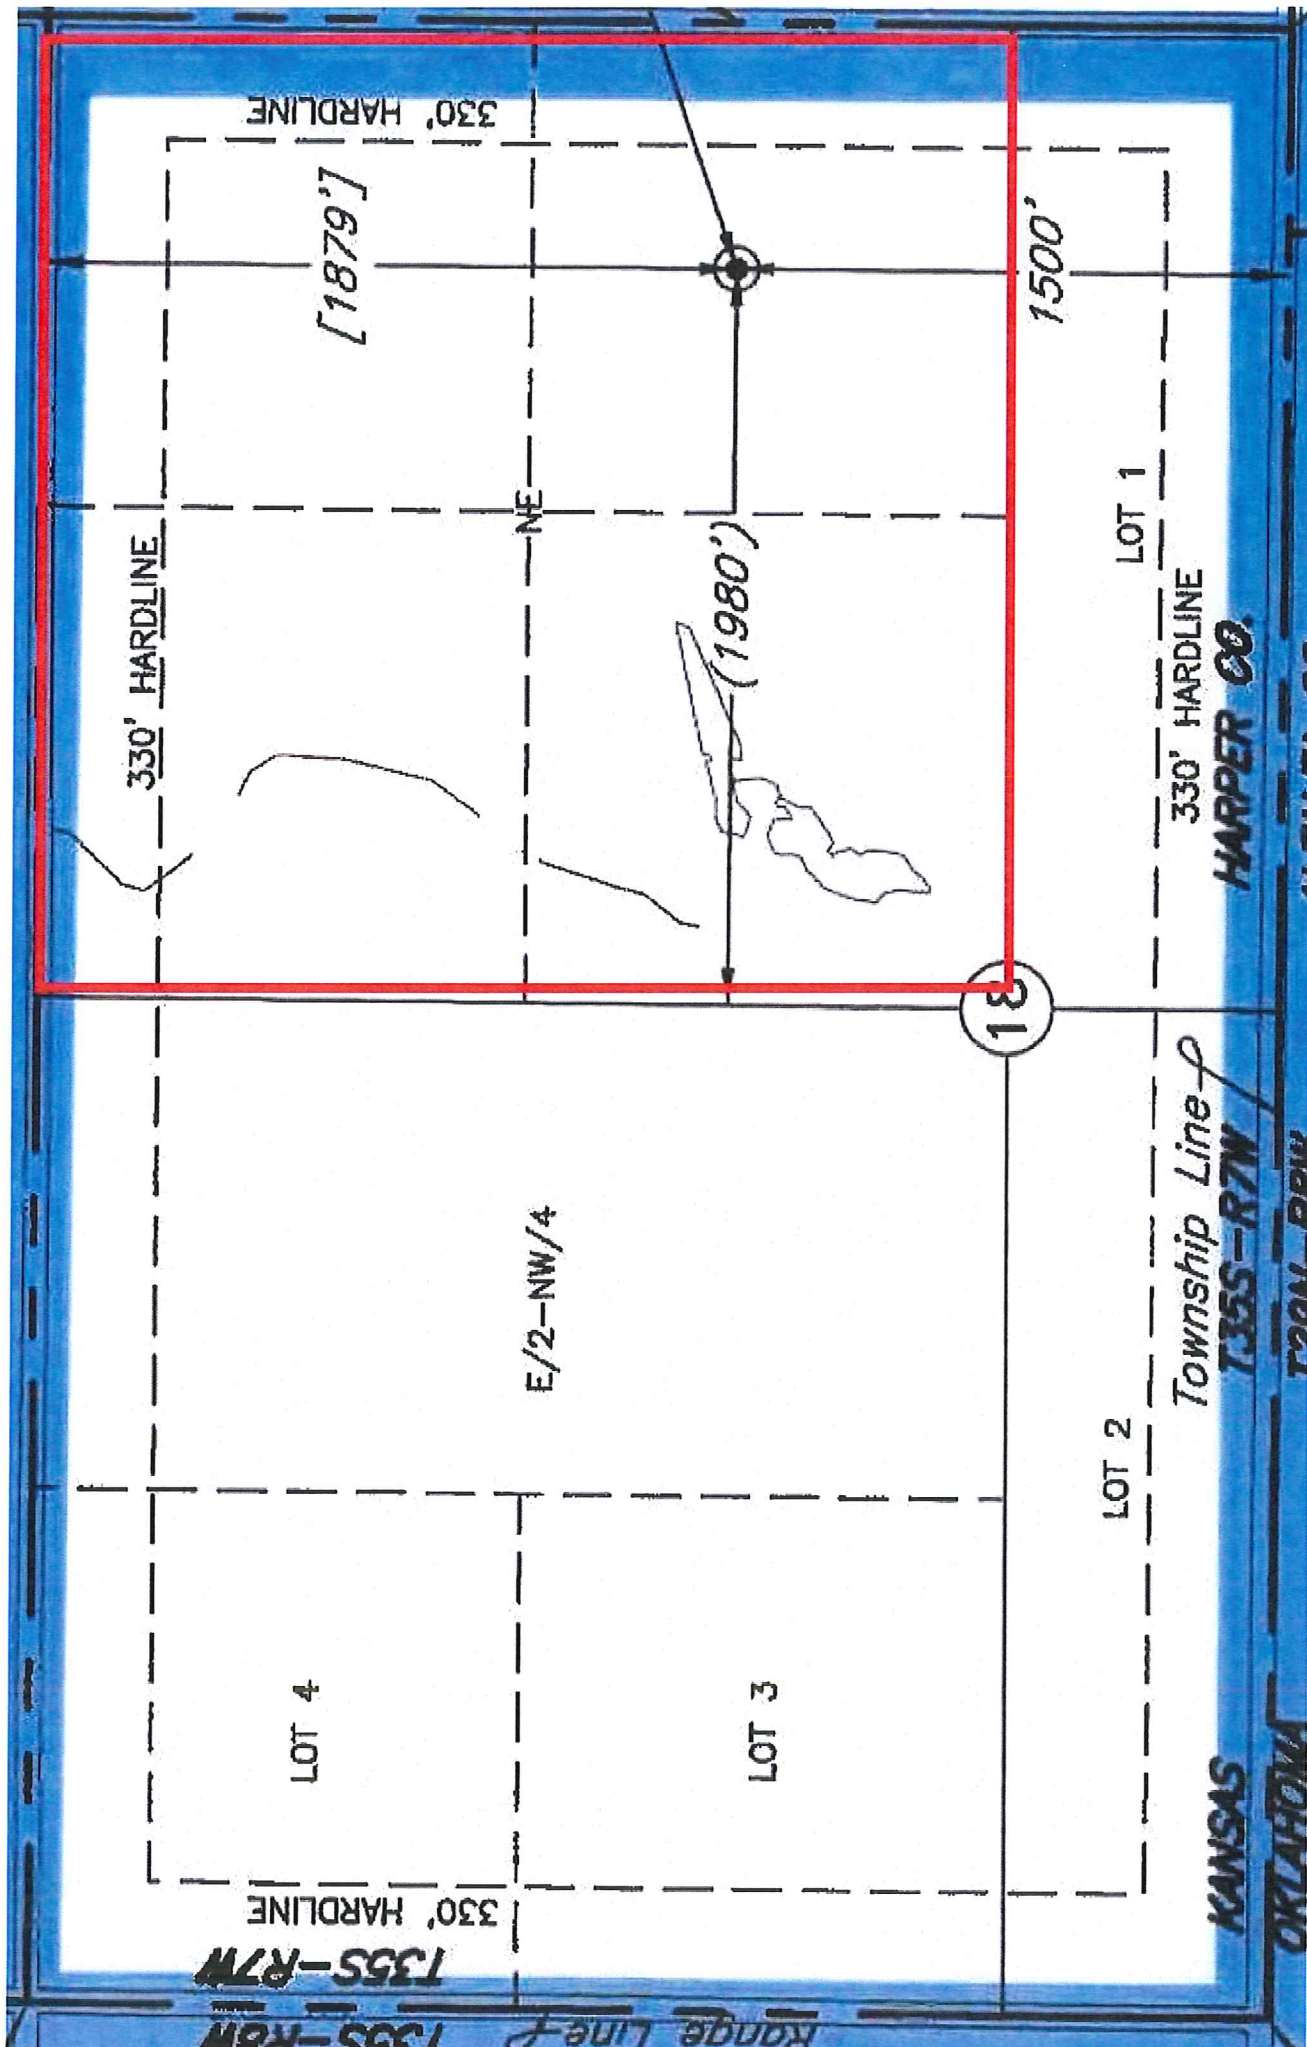 330' HARDLINE
[1879']
1500'
330' HARDLINE
NE
(1980')
LOT 1
330' HARDLINE
HARPER CO.
18
E/2-NW/4
Township Line
T35S-R7W
LOT 2
LOT 4
LOT 3
330' HARDLINE
T35S-R7W
KANSAS
OKLAHOMA
T35S-R8W
Range Line